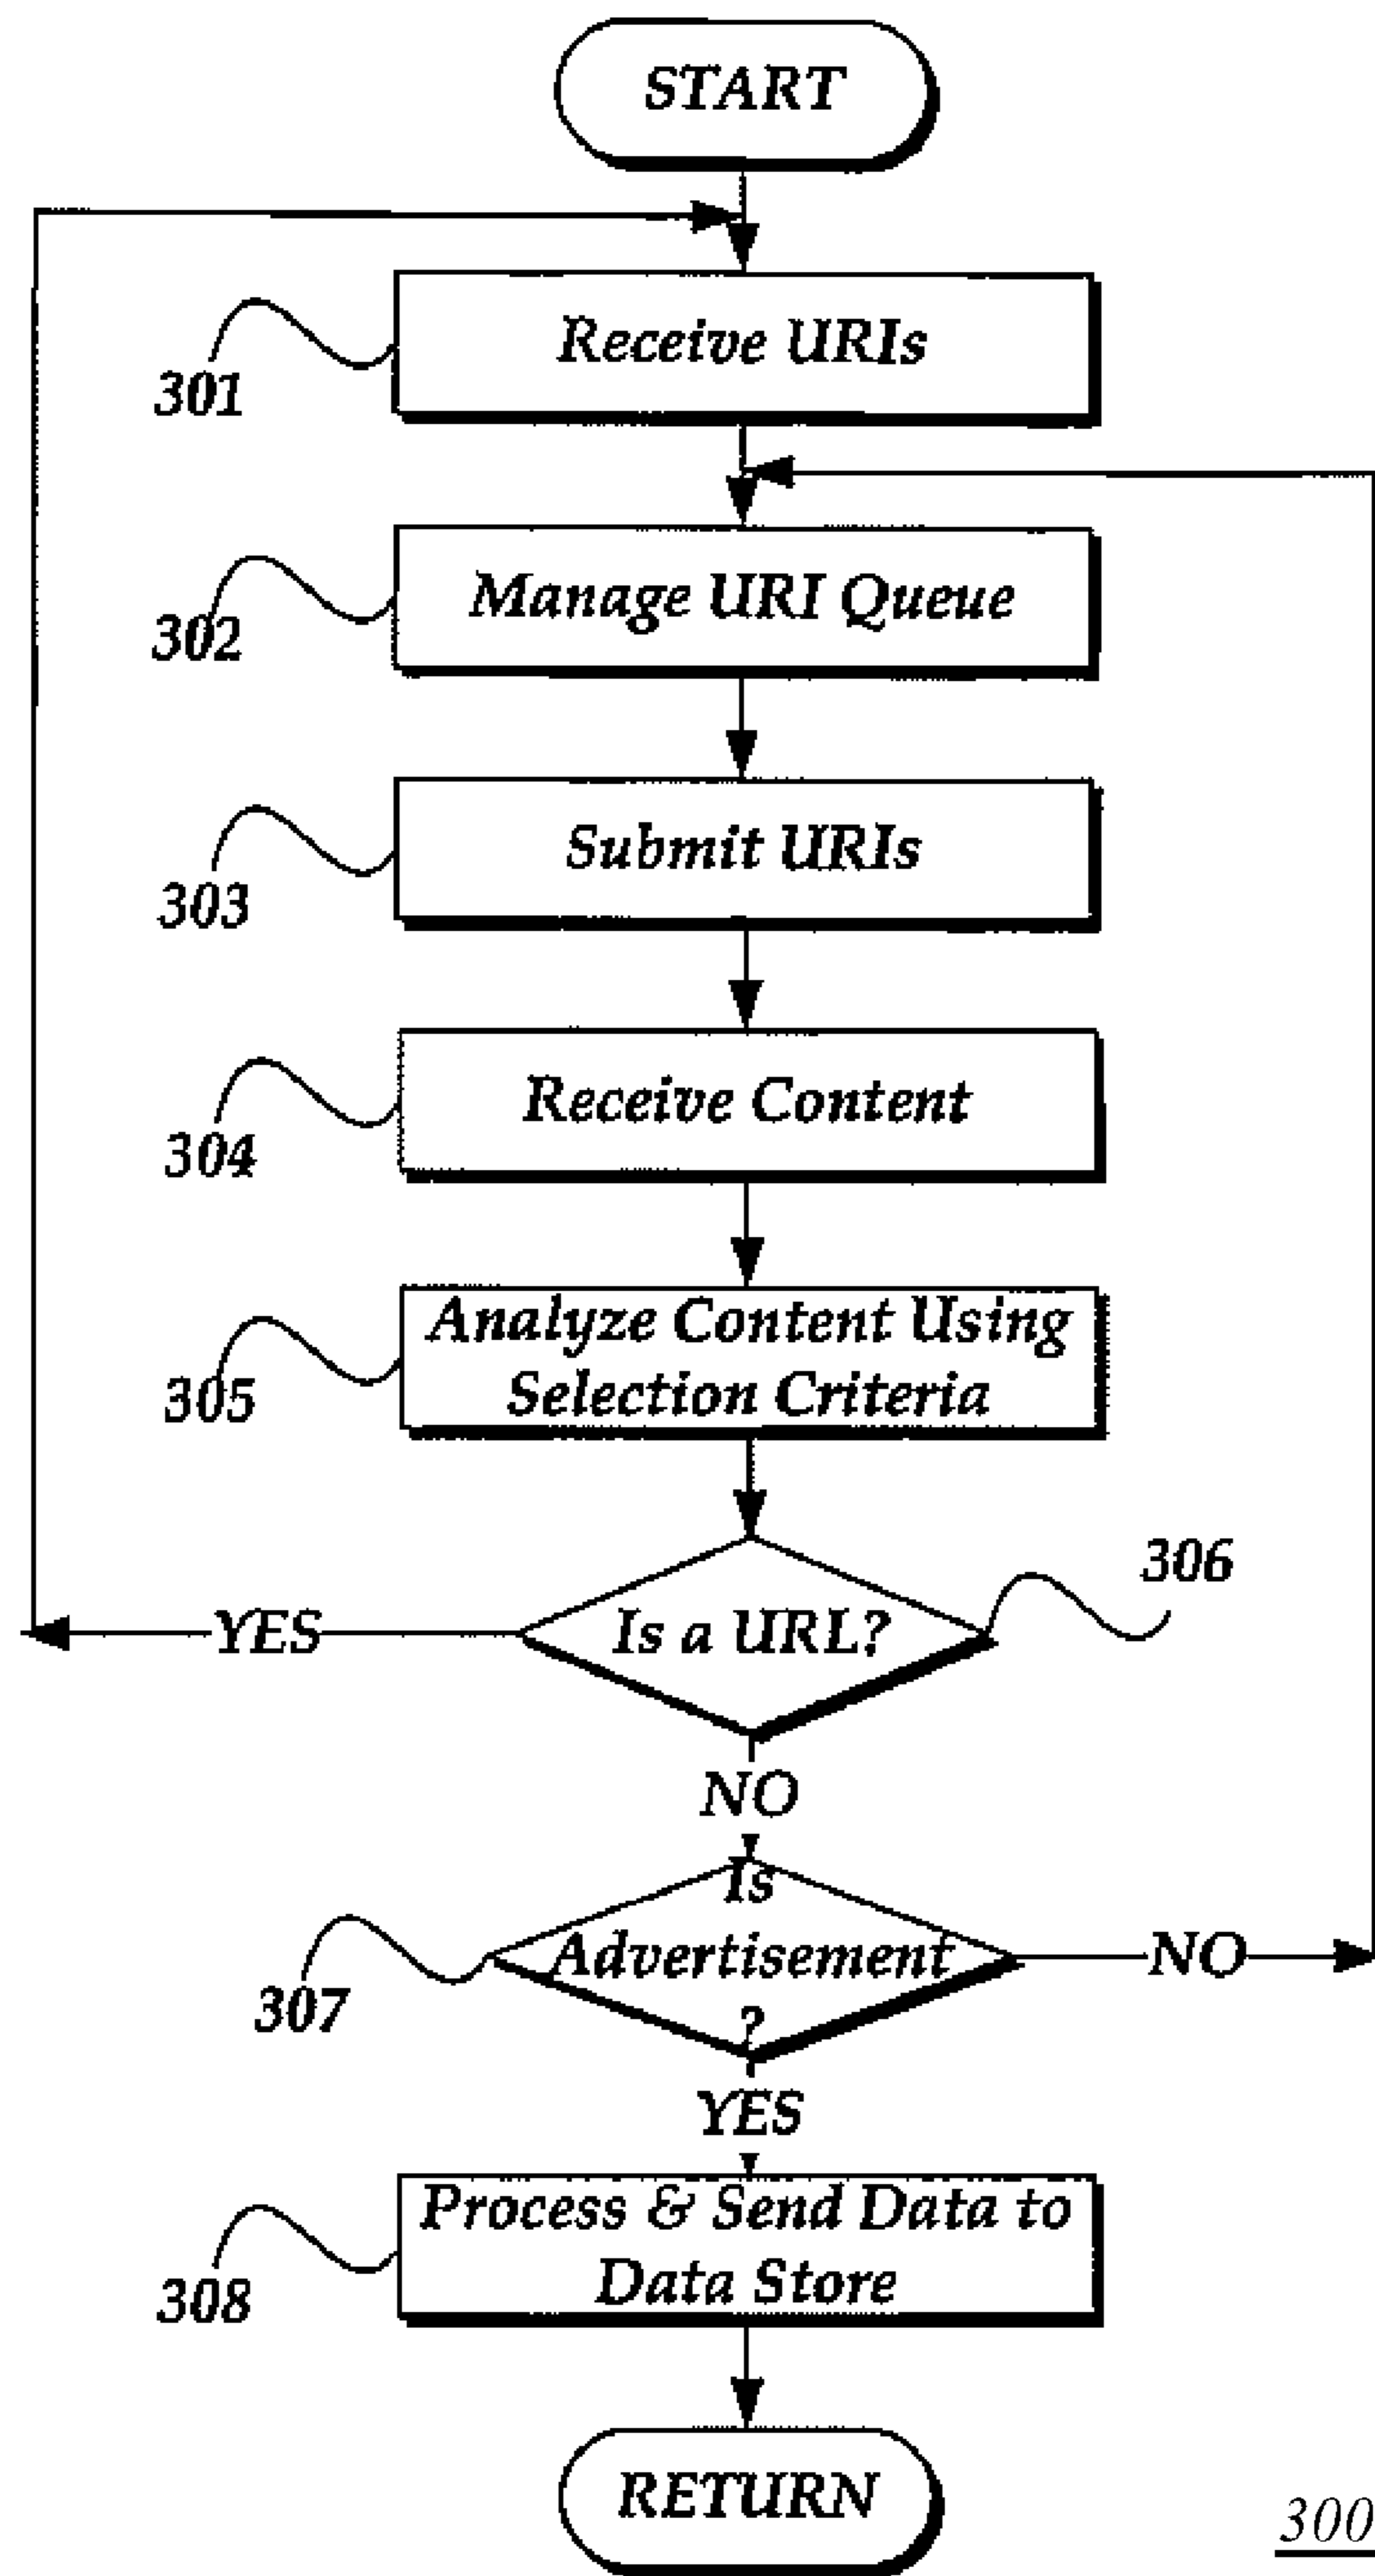 START
Receive URIs
301
Manage URI Queue
302
Submit URIs
303
Receive Content
304
Analyze Content Using
Selection Criteria
305
306
YES
Is a URL?
NO
Is
Advertisement
?
NO
307
YES
Process & Send Data to
Data Store
308
RETURN
300